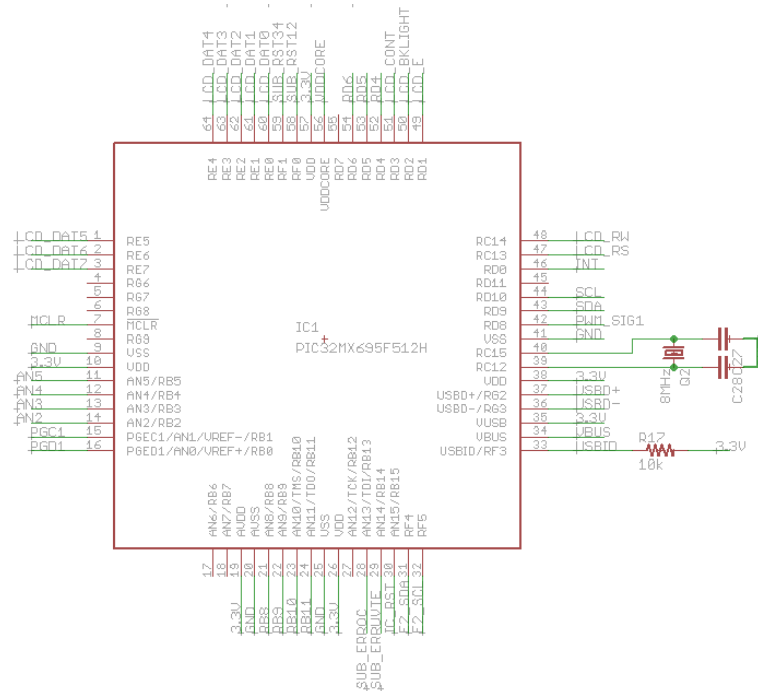 LCD_DAT4
LCD_DAT3
LCD_DAT2
LCD_DAT1
LCD_DAT0
SUB_RST34
SUB_RST12
3.3V
VDDCORE
RD6
RD5
RD4
LCD_CONT
LCD_BKLIGHT
LCD_E
64
63
62
61
60
59
58
57
56
55
54
53
52
51
50
49
RE4
RE3
RE2
RE1
RE0
RF1
RF0
VDD
VDDCORE
RD7
RD6
RD5
RD4
RD3
RD2
RD1
LCD_DAT5 1 RE5
LCD_DAT6 2 RE6
LCD_DAT7 3 RE7
4 RG6
5 RG7
6 RG8
MCLR 7 MCLR
8 RG9
GND 9 VSS
3.3V 10 VDD
AN5 11 AN5/RB5
AN4 12 AN4/RB4
AN3 13 AN3/RB3
AN2 14 AN2/RB2
PGC1 15 PGEC1/AN1/VREF-/RB1
PGD1 16 PGED1/AN0/VREF+/RB0
IC1
PIC32MX695F512H
RC14 48 LCD_RW
RC13 47 LCD_RS
RD0 46 INT
RD11 45
RD10 44 SCL
RD9 43 SDA
RD8 42 PWM_SIG1
VSS 41 GND
RC15 40
RC12 39
VDD 38 3.3V
USBD+/RG2 37 USBD+
USBD-/RG3 36 USBD-
VUSB 35 3.3V
VBUS 34 VBUS
USBID/RF3 33 USBID
8MHz
Q2
C28
C27
R17
10k
3.3V
AN6/RB6
AN7/RB7
AVDD
AVSS
AN8/RB8
AN9/RB9
AN10/TMS/RB10
AN11/TDO/RB11
VSS
VDD
AN12/TCK/RB12
AN13/TDI/RB13
AN14/RB14
AN15/RB15
RF4
RF5
17
18
19
20
21
22
23
24
25
26
27
28
29
30
31
32
3.3V
GND
RB8
RB9
RB10
RB11
GND
3.3V
SUB_ERROC
SUB_ERRUVTE
IC_RST
E2_SDA
E2_SCL